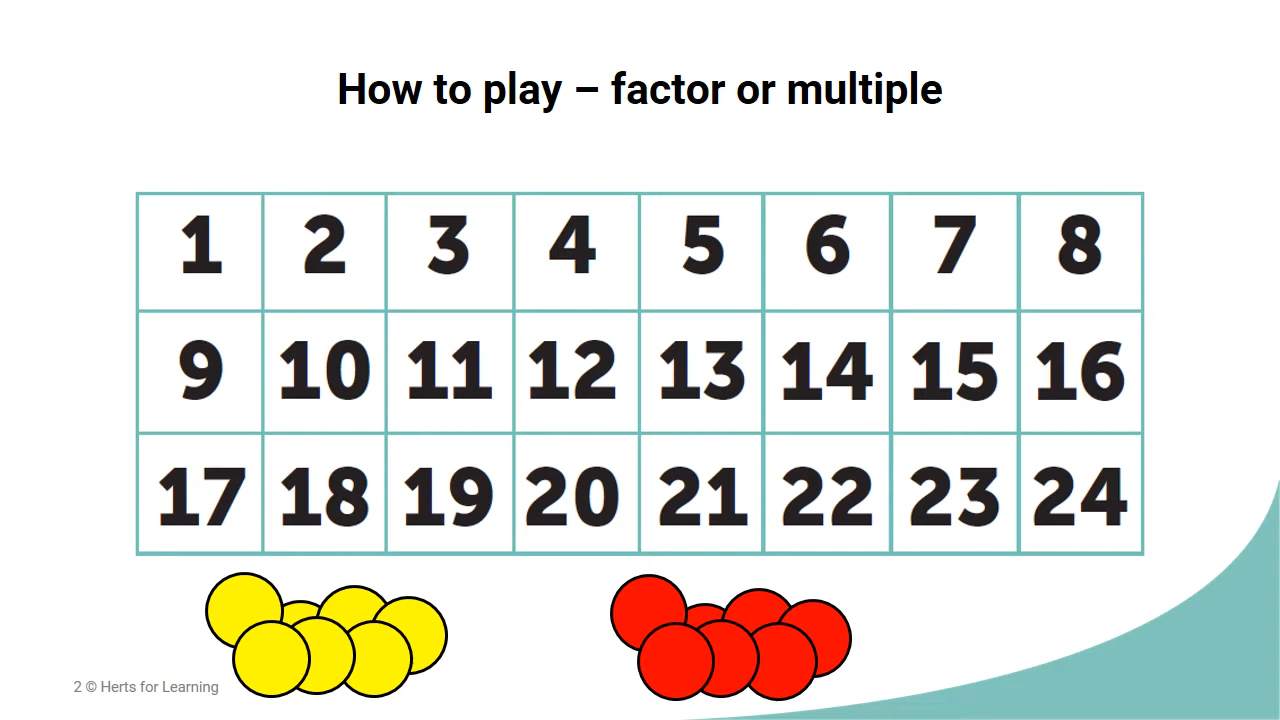 How to play – factor or multiple
1 2 3 4 5 6 7 8
9 10 11 12 13 14 15 16
17 18 19 20 21 22 23 24
2 © Herts for Learning